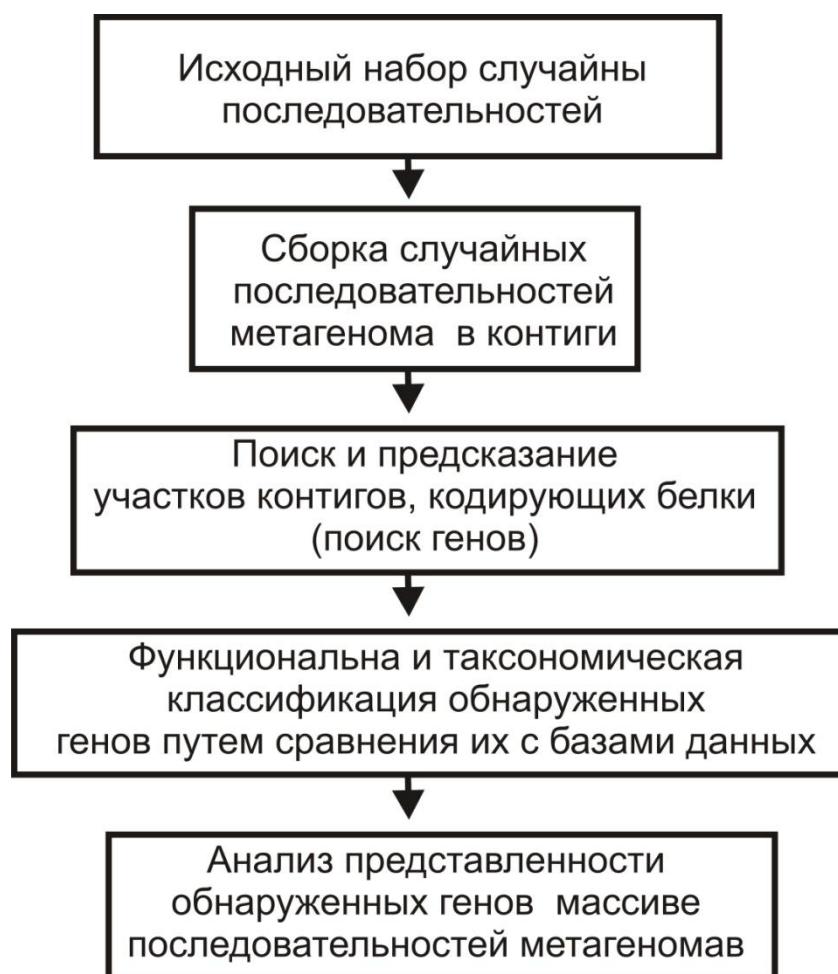 Исходный набор случайны
последовательностей
Сборка случайных
последовательностей
метагенома в контиги
Поиск и предсказание
участков контигов, кодирующих белки
(поиск генов)
Функциональна и таксономическая
классификация обнаруженных
генов путем сравнения их с базами данных
Анализ представленности
обнаруженных генов массиве
последовательностей метагеномав